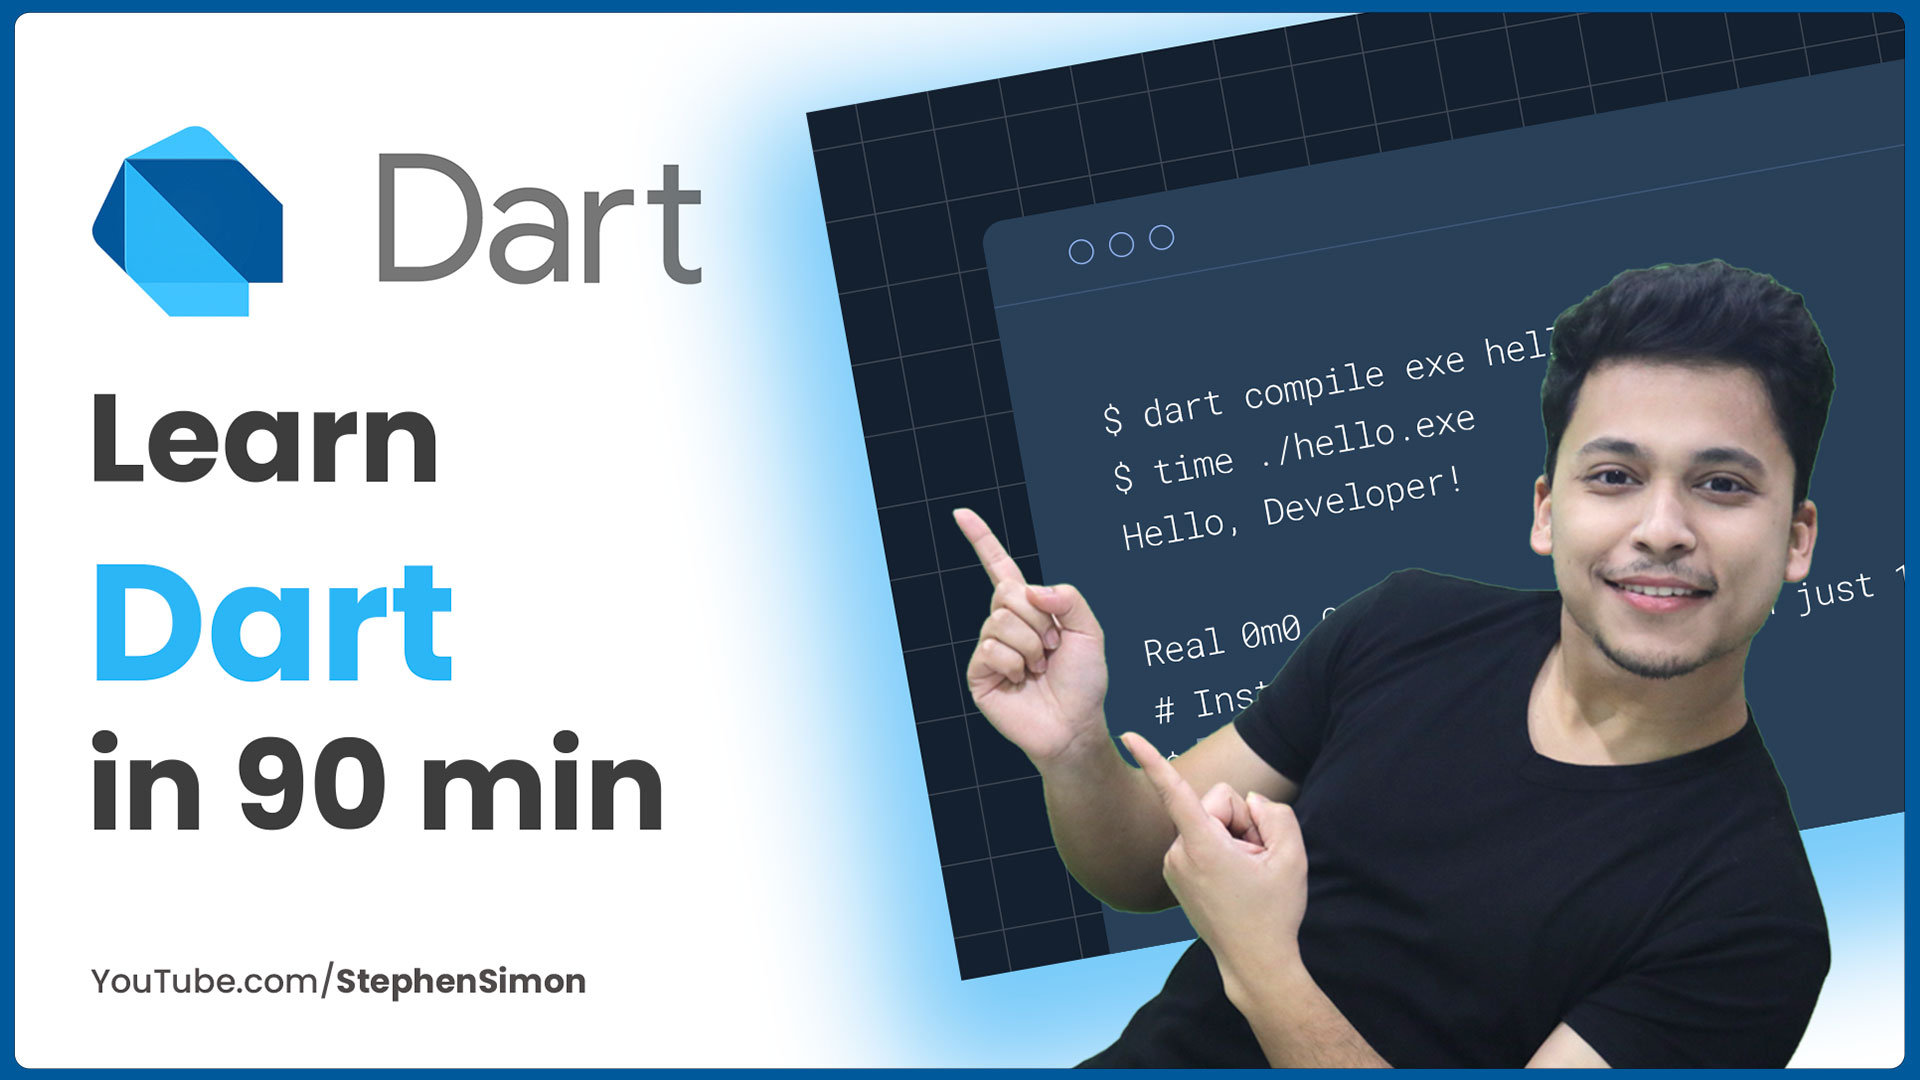 Dart
Learn
Dart
in 90 min
YouTube.com/StephenSimon
$ dart compile exe
$ time ./hello.exe
Hello, Developer!
Real 0m0 just
#